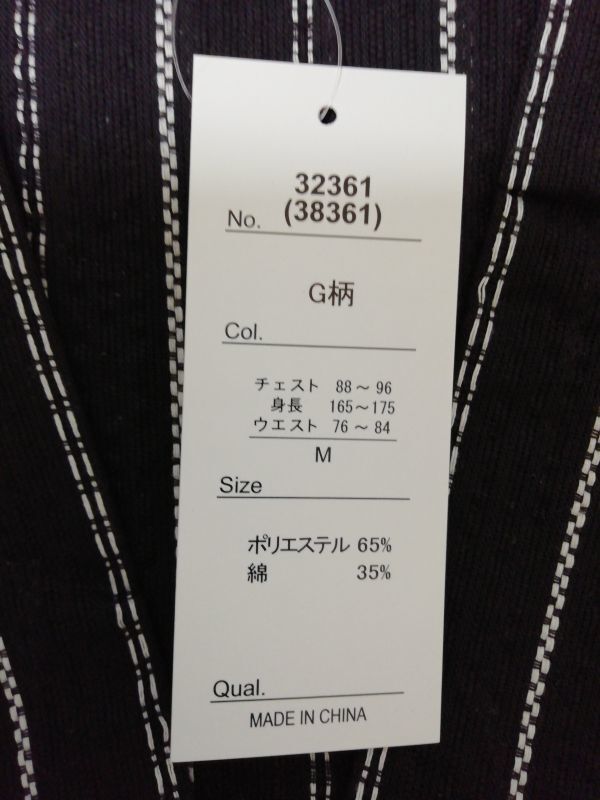 32361
No. (38361)
G柄
Col.
チェスト 88～96
身長 165～175
ウエスト 76～84
M
Size
ポリエステル 65%
綿 35%
Qual.
MADE IN CHINA